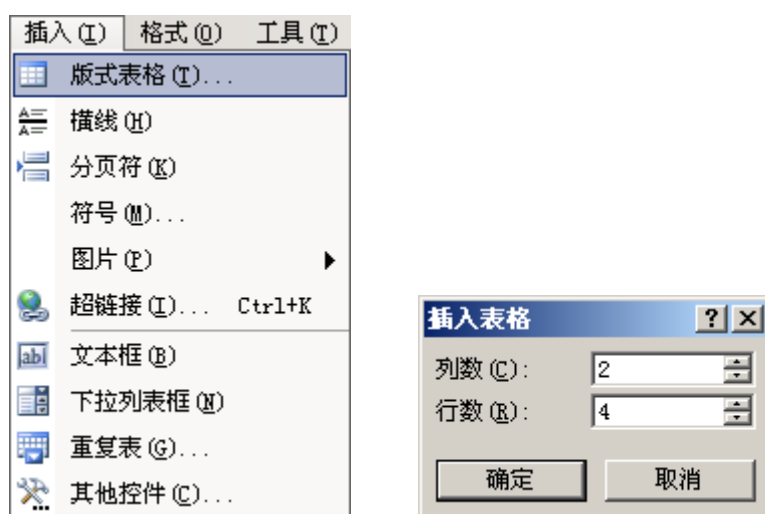 插入(I) 格式(O) 工具(T)
版式表格(T)...
横线(H)
分页符(K)
符号(M)...
图片(P)
超链接(I)... Ctrl+K
文本框(B)
下拉列表框(N)
重复表(G)...
其他控件(C)...
插入表格
列数(C): 2
行数(R): 4
确定 取消